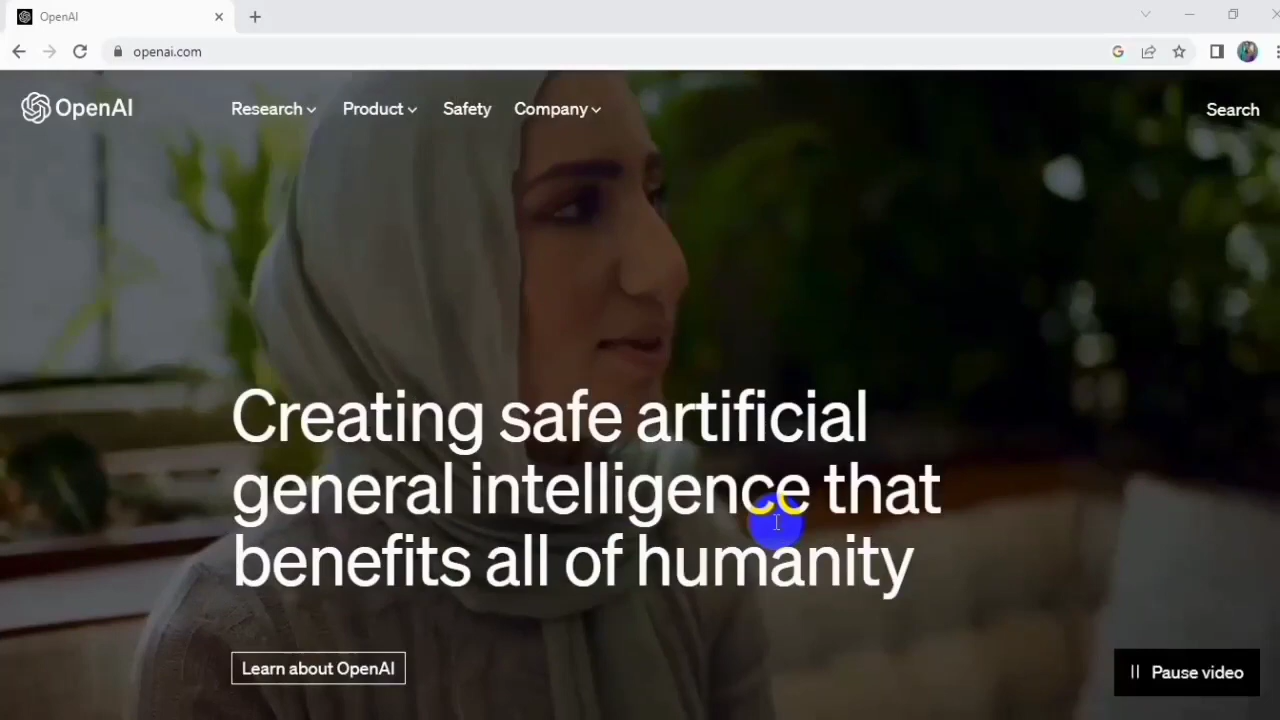 OpenAI
openai.com
OpenAI
Research Product Safety Company Search
Creating safe artificial
general intelligence that
benefits all of humanity
Learn about OpenAI
Pause video